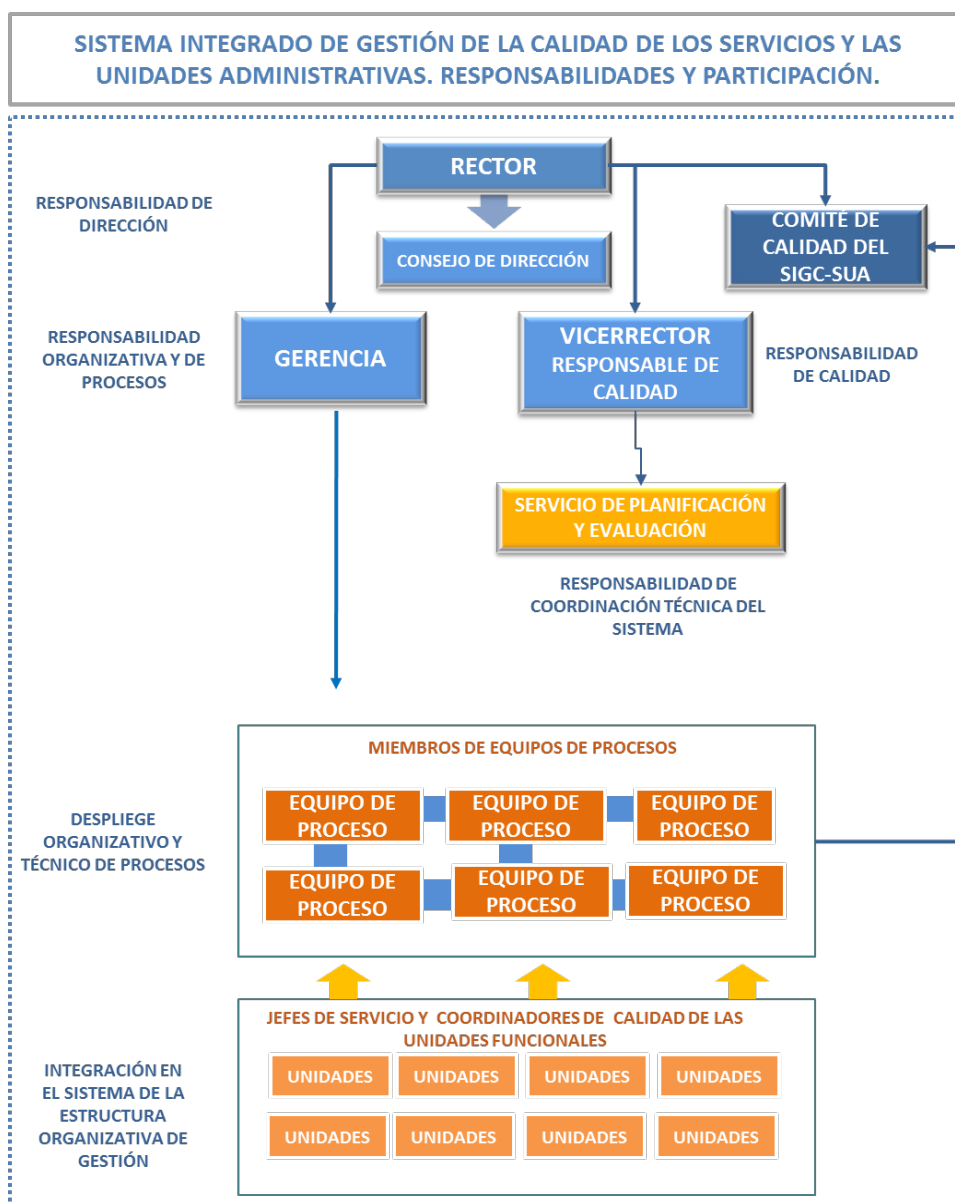 SISTEMA INTEGRADO DE GESTIÓN DE LA CALIDAD DE LOS SERVICIOS Y LAS
UNIDADES ADMINISTRATIVAS. RESPONSABILIDADES Y PARTICIPACIÓN.
RECTOR
RESPONSABILIDAD DE
DIRECCIÓN
CONSEJO DE DIRECCIÓN
COMITÉ DE
CALIDAD DEL
SIGC-SUA
RESPONSABILIDAD
ORGANIZATIVA Y DE
PROCESOS
GERENCIA
VICERRECTOR
RESPONSABLE DE
CALIDAD
RESPONSABILIDAD
DE CALIDAD
SERVICIO DE PLANIFICACIÓN
Y EVALUACIÓN
RESPONSABILIDAD DE
COORDINACIÓN TÉCNICA DEL
SISTEMA
MIEMBROS DE EQUIPOS DE PROCESOS
DESPLIEGE
ORGANIZATIVO Y
TÉCNICO DE PROCESOS
EQUIPO DE
PROCESO
EQUIPO DE
PROCESO
EQUIPO DE
PROCESO
EQUIPO DE
PROCESO
EQUIPO DE
PROCESO
EQUIPO DE
PROCESO
JEFES DE SERVICIO Y COORDINADORES DE CALIDAD DE LAS
UNIDADES FUNCIONALES
INTEGRACIÓN EN
EL SISTEMA DE LA
ESTRUCTURA
ORGANIZATIVA DE
GESTIÓN
UNIDADES
UNIDADES
UNIDADES
UNIDADES
UNIDADES
UNIDADES
UNIDADES
UNIDADES